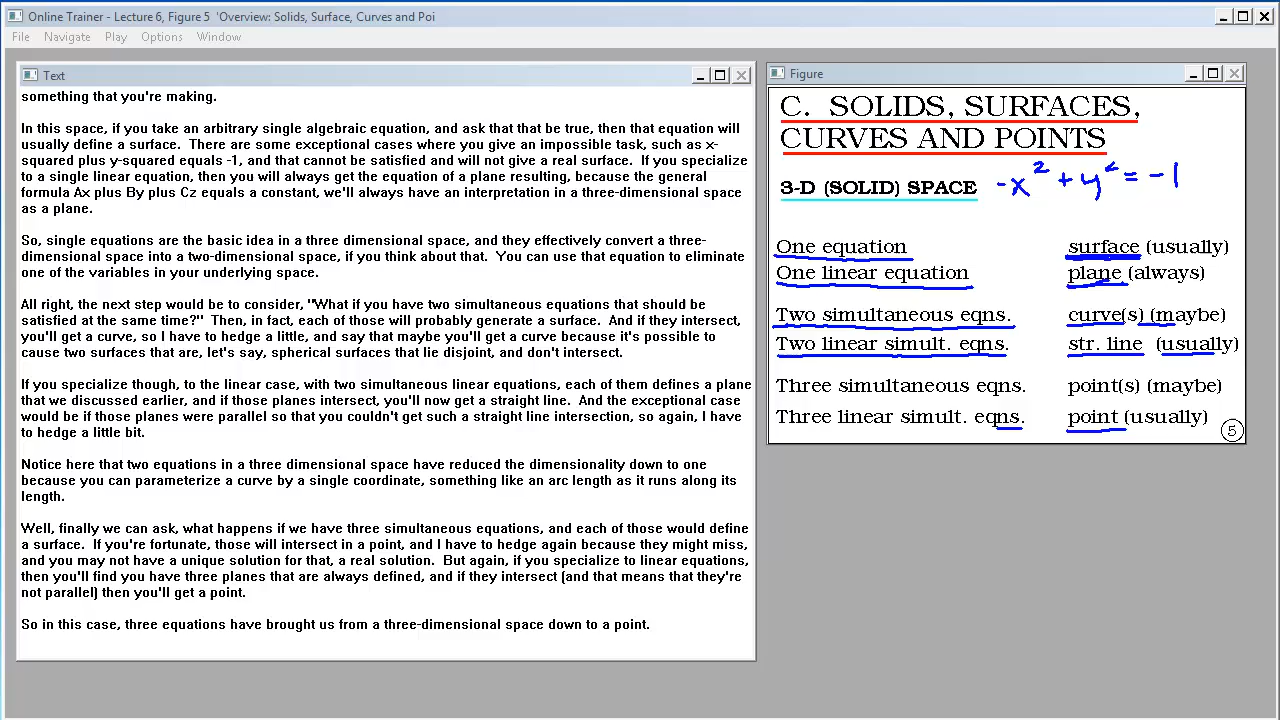 Online Trainer - Lecture 6, Figure 5 'Overview: Solids, Surface, Curves and Poi
File Navigate Play Options Window
Text
something that you're making.
In this space, if you take an arbitrary single algebraic equation, and ask that that be true, then that equation will
usually define a surface. There are some exceptional cases where you give an impossible task, such as x-
squared plus y-squared equals -1, and that cannot be satisfied and will not give a real surface. If you specialize
to a single linear equation, then you will always get the equation of a plane resulting, because the general
formula Ax plus By plus Cz equals a constant, we'll always have an interpretation in a three-dimensional space
as a plane.
So, single equations are the basic idea in a three dimensional space, and they effectively convert a three-
dimensional space into a two-dimensional space, if you think about that. You can use that equation to eliminate
one of the variables in your underlying space.
All right, the next step would be to consider, "What if you have two simultaneous equations that should be
satisfied at the same time?" Then, in fact, each of those will probably generate a surface. And if they intersect,
you'll get a curve, so I have to hedge a little, and say that maybe you'll get a curve because it's possible to
cause two surfaces that are, let's say, spherical surfaces that lie disjoint, and don't intersect.
If you specialize though, to the linear case, with two simultaneous linear equations, each of them defines a plane
that we discussed earlier, and if those planes intersect, you'll now get a straight line. And the exceptional case
would be if those planes were parallel so that you couldn't get such a straight line intersection, so again, I have
to hedge a little bit.
Notice here that two equations in a three dimensional space have reduced the dimensionality down to one
because you can parameterize a curve by a single coordinate, something like an arc length as it runs along its
length.
Well, finally we can ask, what happens if we have three simultaneous equations, and each of those would define
a surface. If you're fortunate, those will intersect in a point, and I have to hedge again because they might miss,
and you may not have a unique solution for that, a real solution. But again, if you specialize to linear equations,
then you'll find you have three planes that are always defined, and if they intersect (and that means that they're
not parallel) then you'll get a point.
So in this case, three equations have brought us from a three-dimensional space down to a point.
Figure
C. SOLIDS, SURFACES,
CURVES AND POINTS
3-D (SOLID) SPACE -x² + y² = -1
One equation surface (usually)
One linear equation plane (always)
Two simultaneous eqns. curve(s) (maybe)
Two linear simult. eqns. str. line (usually)
Three simultaneous eqns. point(s) (maybe)
Three linear simult. eqns. point (usually)
5